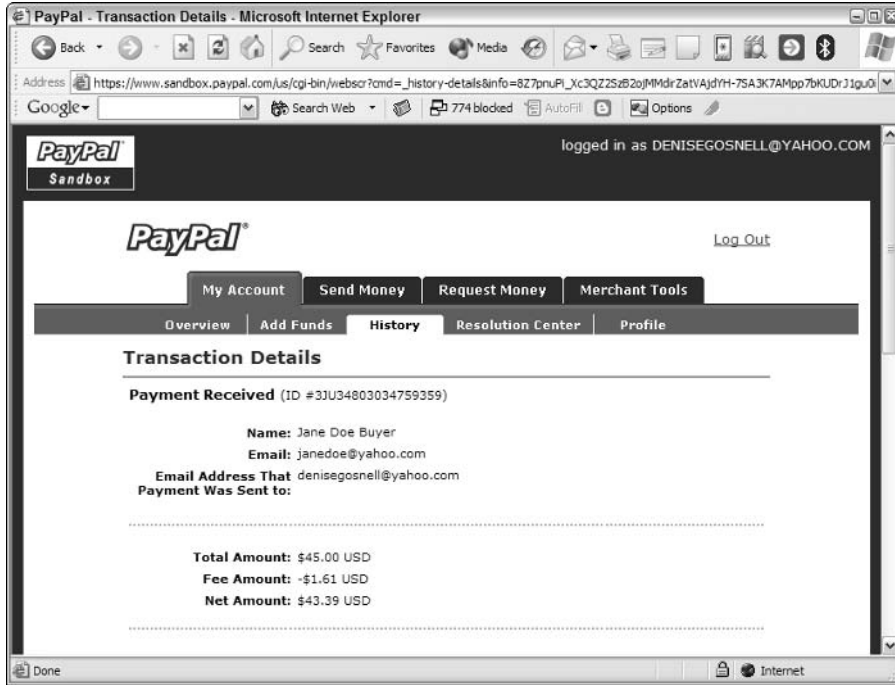 PayPal - Transaction Details - Microsoft Internet Explorer
Back Search Favorites Media
Address https://www.sandbox.paypal.com/us/cgi-bin/webscr?cmd=_history-details&info=
Google Search Web 774 blocked AutoFill Options
PayPal
Sandbox
logged in as DENISEGOSNELL@YAHOO.COM
PayPal®
Log Out
My Account Send Money Request Money Merchant Tools
Overview Add Funds History Resolution Center Profile
Transaction Details
Payment Received (ID #3JU34803034759359)
Name: Jane Doe Buyer
Email: janedoe@yahoo.com
Email Address That denisegosnell@yahoo.com
Payment Was Sent to:
Total Amount: $45.00 USD
Fee Amount: -$1.61 USD
Net Amount: $43.39 USD
Done Internet